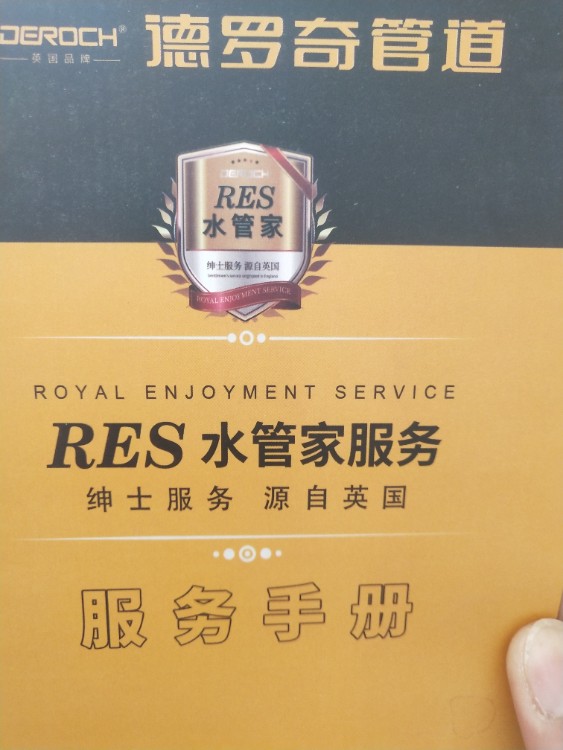 DEROCH® 德罗奇管道
英国品牌
DEROCH
RES
水管家
绅士服务 源自英国
ROYAL ENJOYMENT SERVICE
ROYAL ENJOYMENT SERVICE
RES 水管家服务
绅士服务 源自英国
服务手册